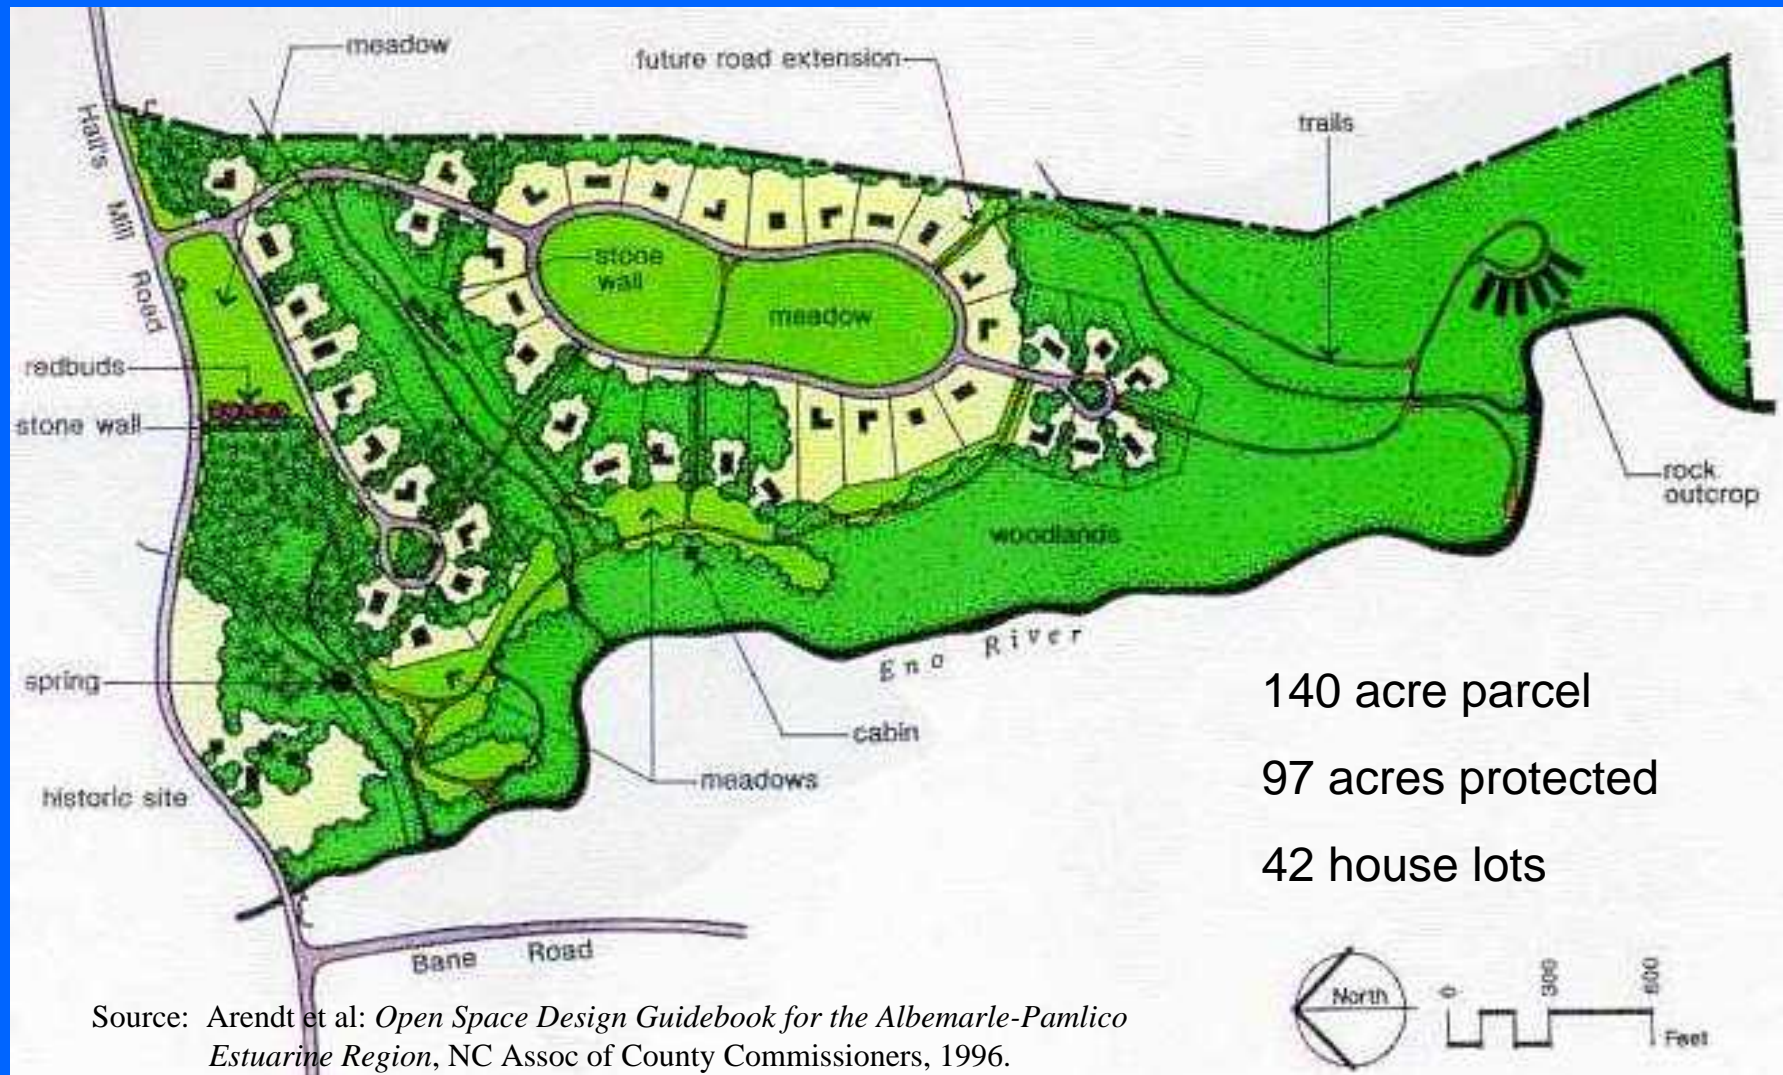 meadow
future road extension
trails
Hall's Mill Road
stone
wall
meadow
redbuds
stone wall
rock
outcrop
woodlands
Eno River
spring
cabin
meadows
historic site
140 acre parcel
97 acres protected
42 house lots
Bane Road
North
0
300
600
Feet
Source: Arendt et al: Open Space Design Guidebook for the Albemarle-Pamlico
Estuarine Region, NC Assoc of County Commissioners, 1996.